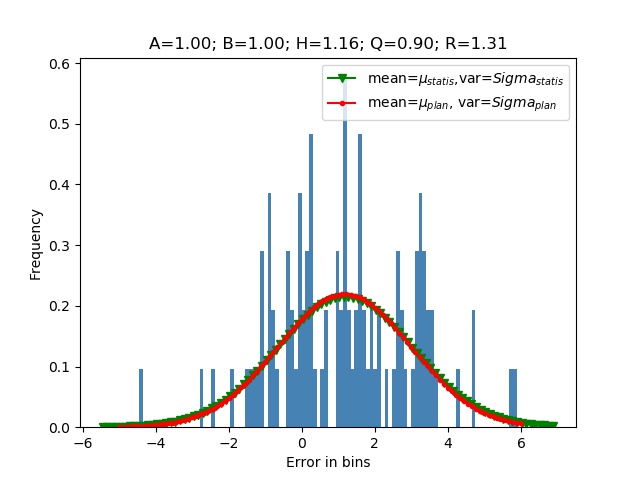 A=1.00; B=1.00; H=1.16; Q=0.90; R=1.31
mean=μstatis,var=Sigmastatis
mean=μplan, var=Sigmaplan
Frequency
0.6
0.5
0.4
0.3
0.2
0.1
0.0
−6 −4 −2 0 2 4 6
Error in bins